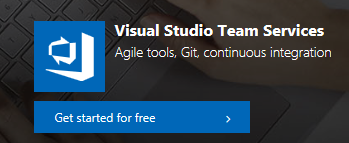 Visual Studio Team Services
Agile tools, Git, continuous integration
Get started for free